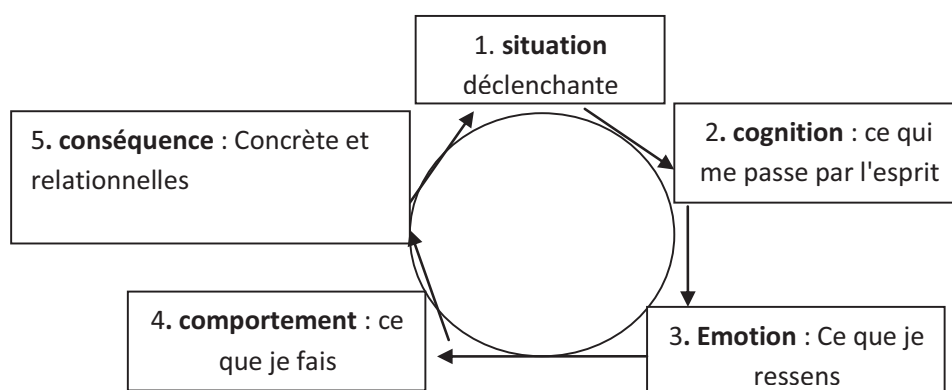 1. situation
déclenchante
2. cognition : ce qui
me passe par l'esprit
3. Emotion : Ce que je
ressens
4. comportement : ce
que je fais
5. conséquence : Concrète et
relationnelles